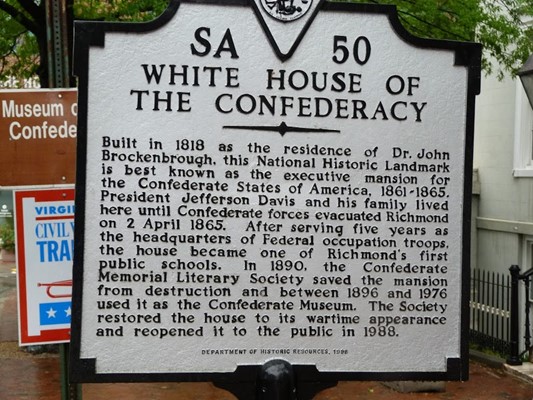 SA 50
WHITE HOUSE OF
THE CONFEDERACY
Built in 1818 as the residence of Dr. John
Brockenbrough, this National Historic Landmark
is best known as the executive mansion for
the Confederate States of America, 1861-1865.
President Jefferson Davis and his family lived
here until Confederate forces evacuated Richmond
on 2 April 1865. After serving five years as
the headquarters of Federal occupation troops,
the house became one of Richmond's first
public schools. In 1890, the Confederate
Memorial Literary Society saved the mansion
from destruction and between 1896 and 1976
used it as the Confederate Museum. The Society
restored the house to its wartime appearance
and reopened it to the public in 1988.
DEPARTMENT OF HISTORIC RESOURCES,
Museum o
Confede
VIRGIN
CIVIL
TRA